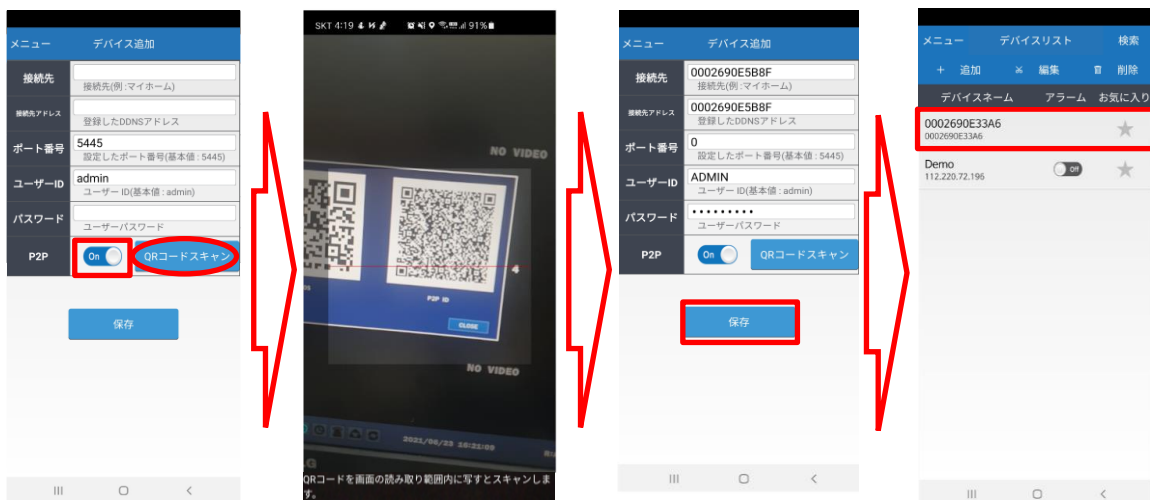 メニュー デバイス追加
接続先
接続先(例 :マイホーム)
接続先アドレス
登録したDDNSアドレス
ポート番号 5445
設定したポート番号(基本値 : 5445)
ユーザーID admin
ユーザー ID(基本値 : admin)
パスワード
ユーザーパスワード
P2P On QRコードスキャン
保存
SKT 4:19 91%
NO VIDEO
4
P2P ID
CLOSE
NO VIDEO
2021/06/23 16:21:09
QRコードを画面の読み取り範囲内に写すとスキャンしま
す。
メニュー デバイス追加
接続先 0002690E5B8F
接続先(例 :マイホーム)
接続先アドレス 0002690E5B8F
登録したDDNSアドレス
ポート番号 0
設定したポート番号(基本値 : 5445)
ユーザーID ADMIN
ユーザー ID(基本値 : admin)
パスワード •••••••••
ユーザーパスワード
P2P On QRコードスキャン
保存
メニュー デバイスリスト 検索
+ 追加 編集 削除
デバイスネーム アラーム お気に入り
0002690E33A6
0002690E33A6
Demo Off
112.220.72.196